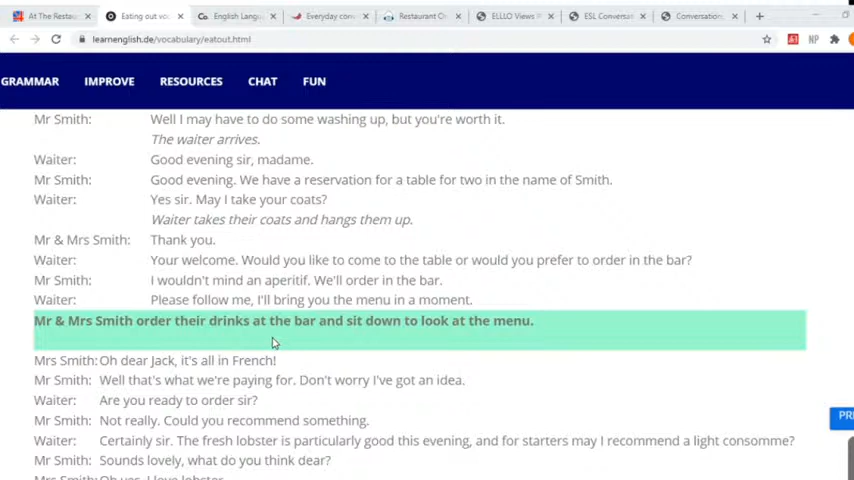 At The Restau
Eating out voc
English Langu
Everyday conv
Restaurant Ch
ELLLO Views
ESL Conversat
Conversation
learnenglish.de/vocabulary/eatout.html
NP
GRAMMAR IMPROVE RESOURCES CHAT FUN
Mr Smith: Well I may have to do some washing up, but you're worth it.
The waiter arrives.
Waiter: Good evening sir, madame.
Mr Smith: Good evening. We have a reservation for a table for two in the name of Smith.
Waiter: Yes sir. May I take your coats?
Waiter takes their coats and hangs them up.
Mr & Mrs Smith: Thank you.
Waiter: Your welcome. Would you like to come to the table or would you prefer to order in the bar?
Mr Smith: I wouldn't mind an aperitif. We'll order in the bar.
Waiter: Please follow me, I'll bring you the menu in a moment.
Mr & Mrs Smith order their drinks at the bar and sit down to look at the menu.
Mrs Smith: Oh dear Jack, it's all in French!
Mr Smith: Well that's what we're paying for. Don't worry I've got an idea.
Waiter: Are you ready to order sir?
PRI
Mr Smith: Not really. Could you recommend something.
Waiter: Certainly sir. The fresh lobster is particularly good this evening, and for starters may I recommend a light consomme?
Mr Smith: Sounds lovely, what do you think dear?
Mrs Smith: Oh yes, I love lobster